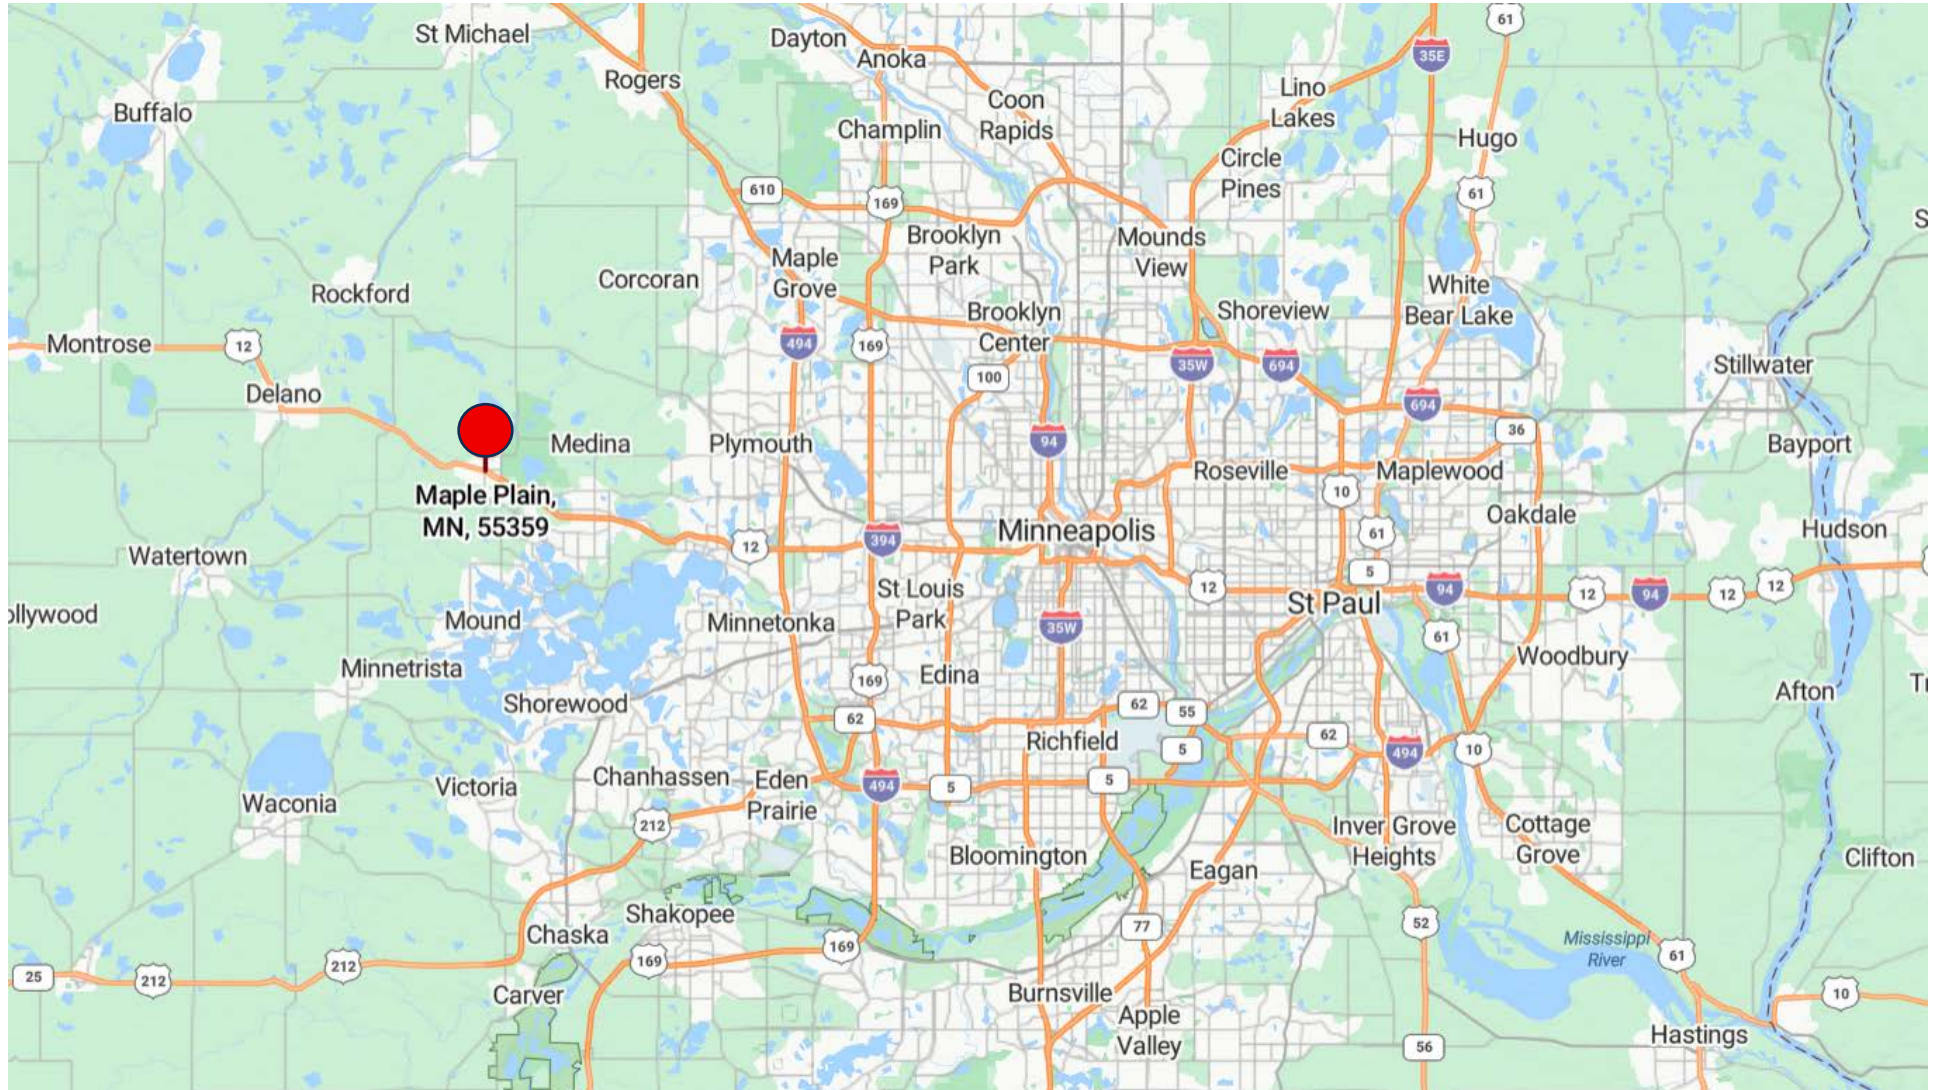 61
St Michael
Dayton
Anoka
35E
Rogers
Lino
Lakes
Buffalo
Coon
Rapids
Champlin
Hugo
Circle
Pines
610
61
169
Brooklyn
Park
Mounds
View
Maple
Grove
Corcoran
White
Bear Lake
Rockford
Brooklyn
Center
Shoreview
Montrose
12
494
169
35W
694
Stillwater
100
Delano
694
36
Medina
Plymouth
94
Bayport
Roseville
Maplewood
Maple Plain,
MN, 55359
10
Oakdale
Minneapolis
61
Hudson
12
394
Watertown
5
St Louis
Park
12
94
12
94
12
12
St Paul
ollywood
Mound
Minnetonka
35W
61
Minnetrista
Edina
169
Woodbury
Shorewood
Afton
Tr
62
62
55
Richfield
5
62
494
10
Victoria
Chanhassen
Eden
Prairie
494
5
5
Waconia
212
Inver Grove
Heights
Cottage
Grove
Bloomington
Clifton
Eagan
Shakopee
Chaska
77
52
Mississippi
River
169
169
212
212
25
61
Carver
Burnsville
10
Apple
Valley
Hastings
56
S